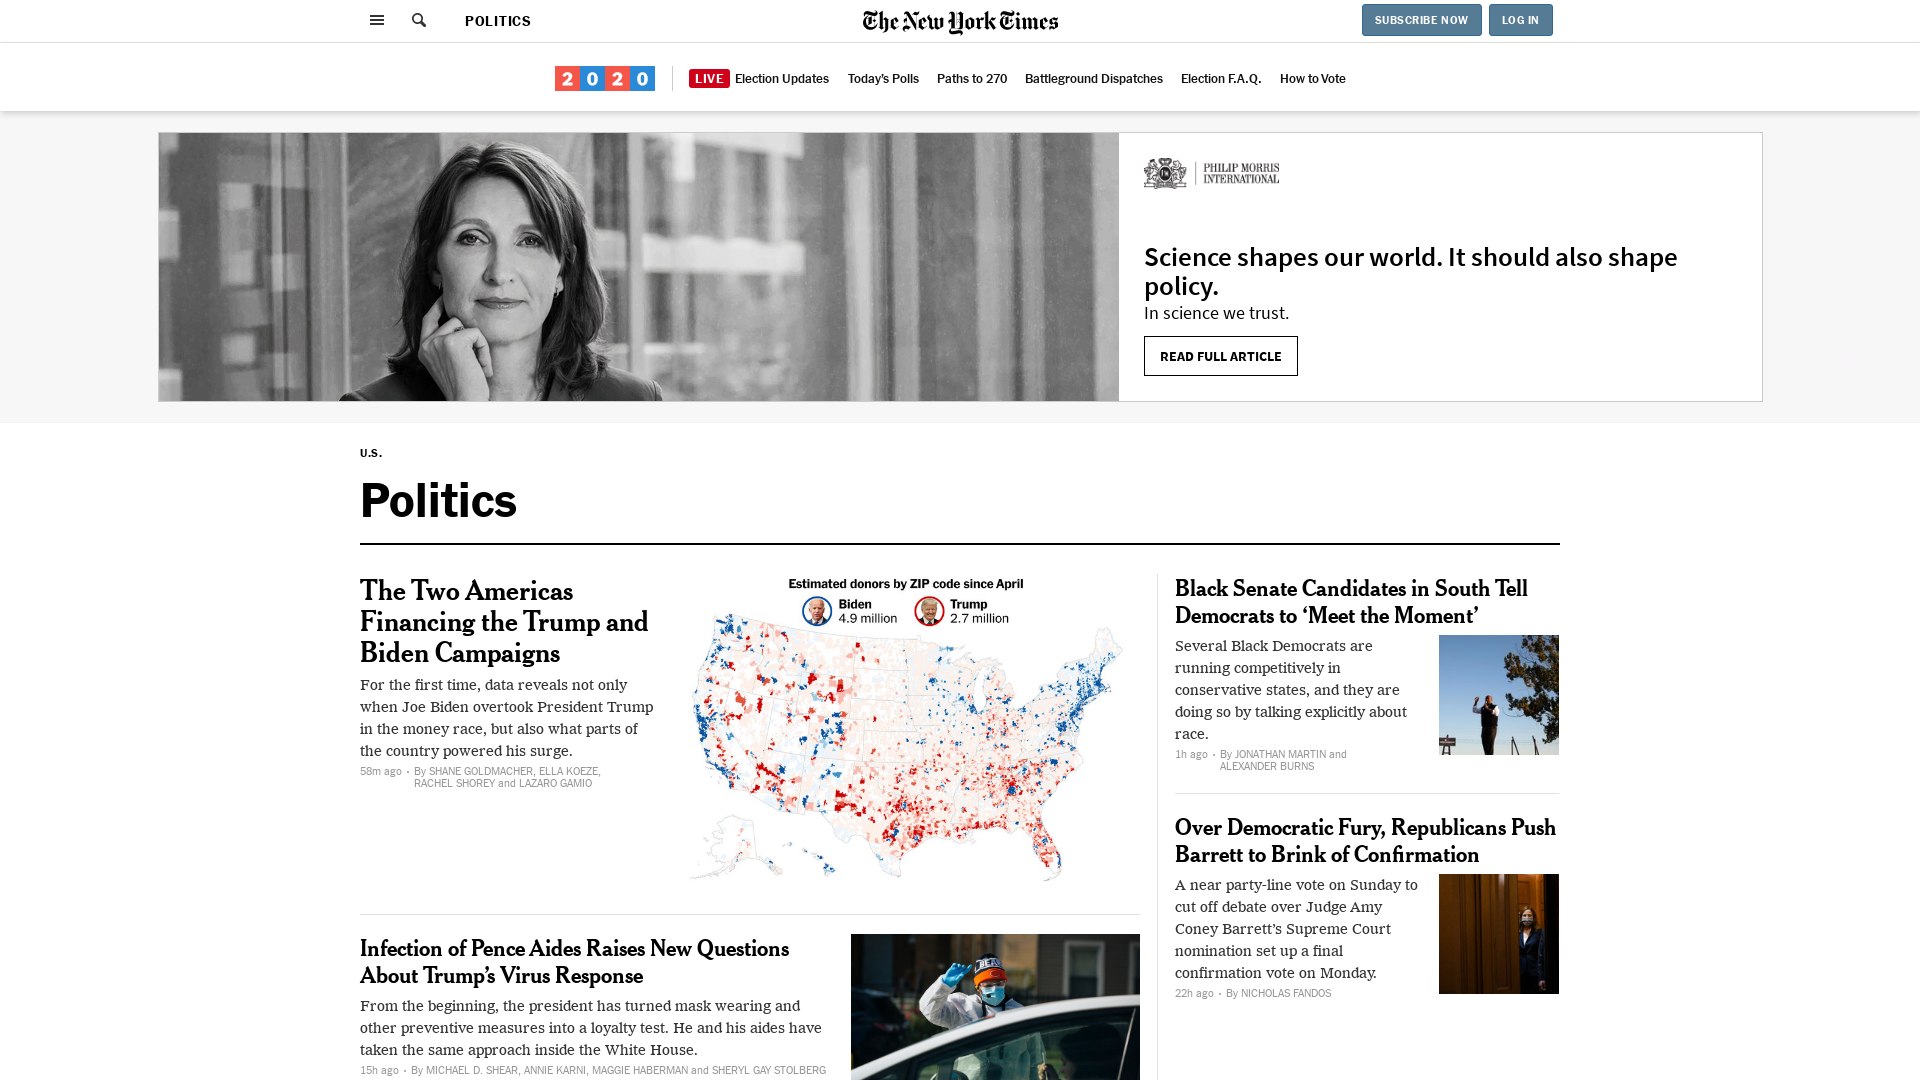 POLITICS
The New York Times
SUBSCRIBE NOW
LOG IN
2020
LIVE Election Updates
Today's Polls
Paths to 270
Battleground Dispatches
Election F.A.Q.
How to Vote
PHILIP MORRIS
INTERNATIONAL
Science shapes our world. It should also shape
policy.
In science we trust.
READ FULL ARTICLE
U.S.
Politics
The Two Americas
Financing the Trump and
Biden Campaigns
For the first time, data reveals not only
when Joe Biden overtook President Trump
in the money race, but also what parts of
the country powered his surge.
58m ago • By SHANE GOLDMACHER, ELLA KOEZE,
RACHEL SHOREY and LAZARO GAMIO
Estimated donors by ZIP code since April
Biden
4.9 million
Trump
2.7 million
Infection of Pence Aides Raises New Questions
About Trump’s Virus Response
From the beginning, the president has turned mask wearing and
other preventive measures into a loyalty test. He and his aides have
taken the same approach inside the White House.
15h ago • By MICHAEL D. SHEAR, ANNIE KARNI, MAGGIE HABERMAN and SHERYL GAY STOLBERG
BEARS
Black Senate Candidates in South Tell
Democrats to ‘Meet the Moment’
Several Black Democrats are
running competitively in
conservative states, and they are
doing so by talking explicitly about
race.
1h ago • By JONATHAN MARTIN and
ALEXANDER BURNS
Over Democratic Fury, Republicans Push
Barrett to Brink of Confirmation
A near party-line vote on Sunday to
cut off debate over Judge Amy
Coney Barrett’s Supreme Court
nomination set up a final
confirmation vote on Monday.
22h ago • By NICHOLAS FANDOS